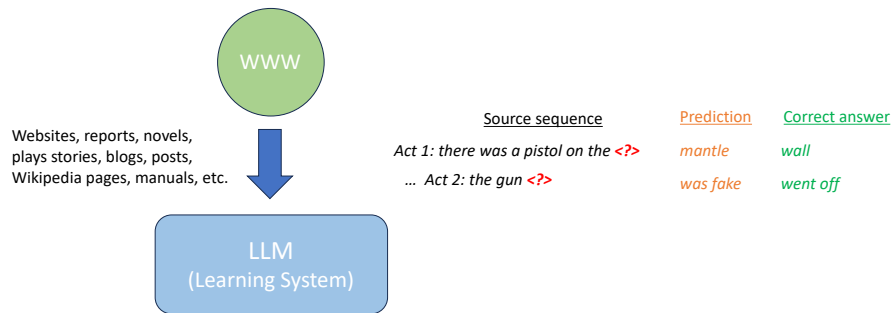 WWW
Websites, reports, novels,
plays stories, blogs, posts,
Wikipedia pages, manuals, etc.
LLM
(Learning System)
Source sequence Prediction Correct answer
Act 1: there was a pistol on the <?> mantle wall
... Act 2: the gun <?> was fake went off